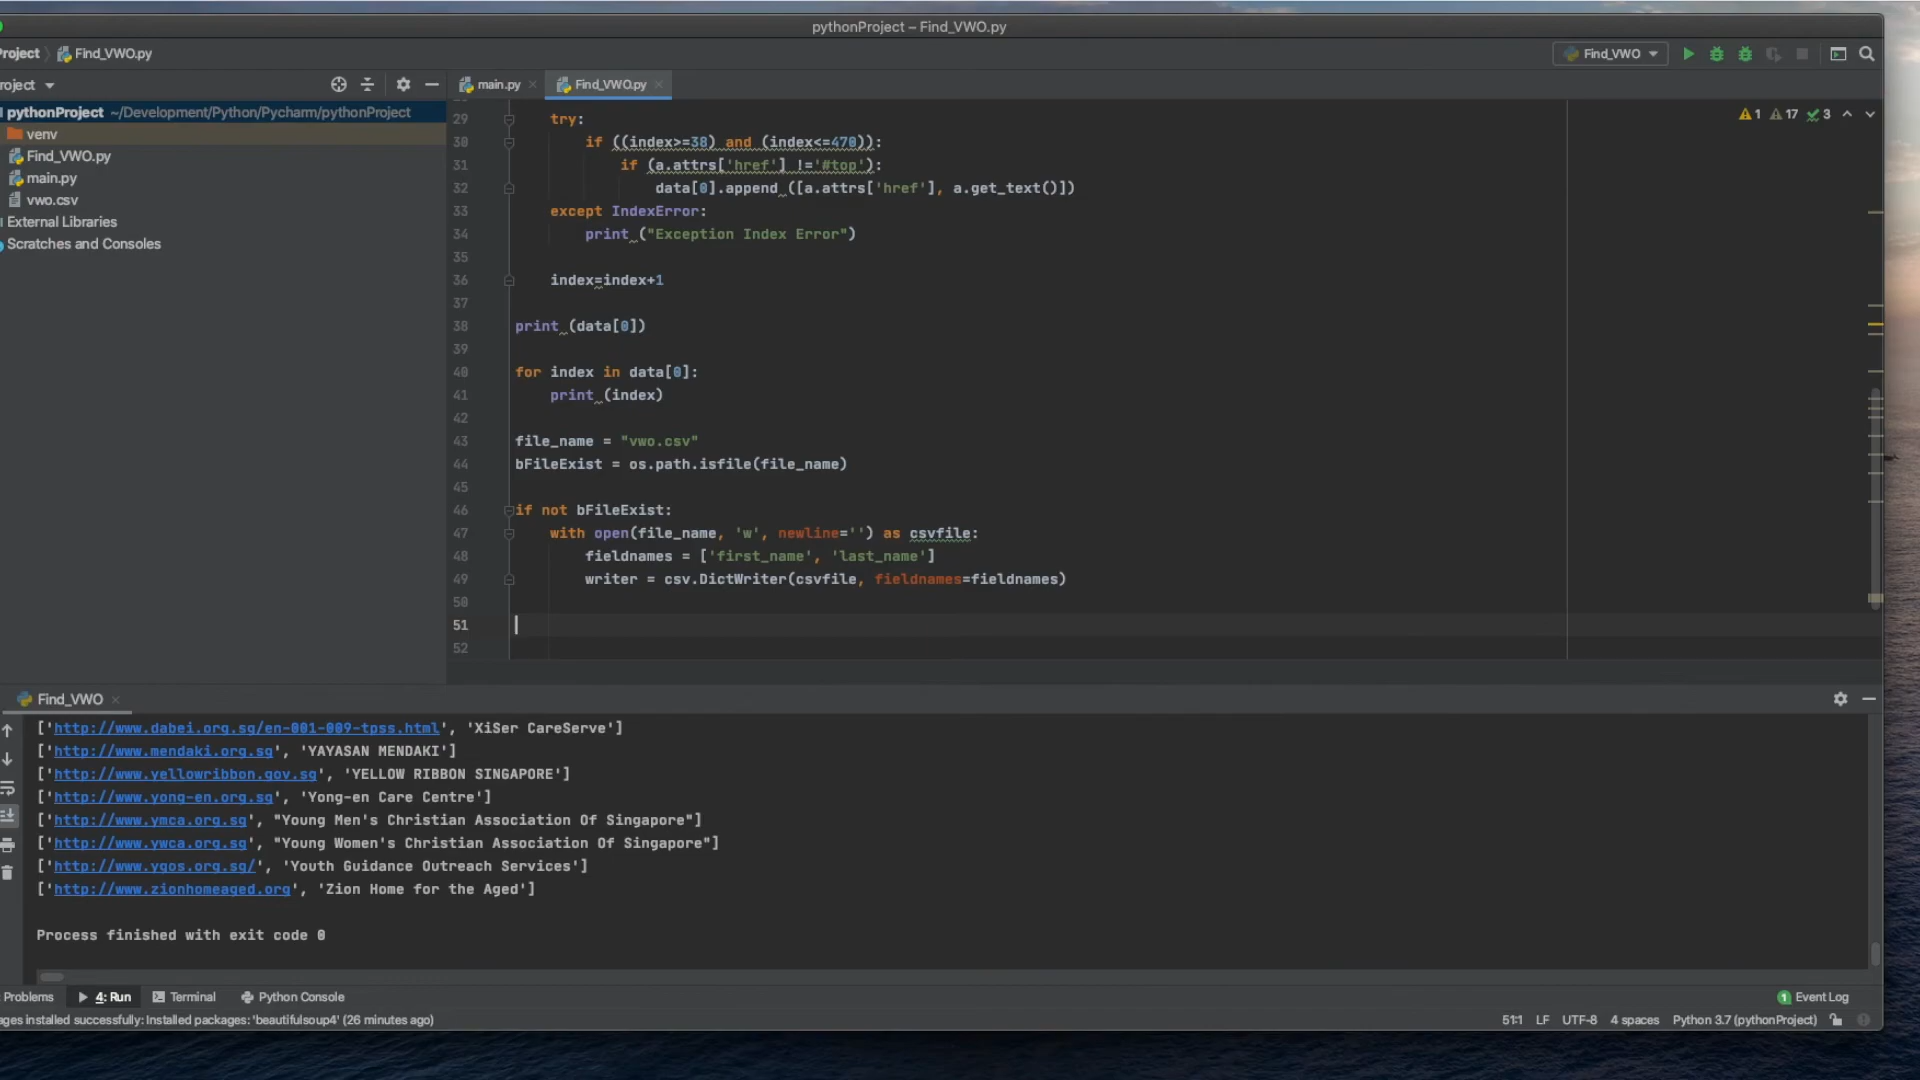 pythonProject – Find_VWO.py
Project
Find_VWO.py
Find_VWO
roject
main.py
Find_VWO.py
pythonProject ~/Development/Python/Pycharm/pythonProject
venv
Find_VWO.py
main.py
vwo.csv
External Libraries
Scratches and Consoles
1 17 3
29 try:
30 if ((index>=38) and (index<=470)):
31 if (a.attrs['href'] !='#top'):
32 data[0].append ([a.attrs['href'], a.get_text()])
33 except IndexError:
34 print ("Exception Index Error")
35
36 index=index+1
37
38 print (data[0])
39
40 for index in data[0]:
41 print (index)
42
43 file_name = "vwo.csv"
44 bFileExist = os.path.isfile(file_name)
45
46 if not bFileExist:
47 with open(file_name, 'w', newline='') as csvfile:
48 fieldnames = ['first_name', 'last_name']
49 writer = csv.DictWriter(csvfile, fieldnames=fieldnames)
50
51
52
Find_VWO
['http://www.dabei.org.sg/en-001-009-tpss.html', 'XiSer CareServe']
['http://www.mendaki.org.sg', 'YAYASAN MENDAKI']
['http://www.yellowribbon.gov.sg', 'YELLOW RIBBON SINGAPORE']
['http://www.yong-en.org.sg', 'Yong-en Care Centre']
['http://www.ymca.org.sg', "Young Men's Christian Association Of Singapore"]
['http://www.ywca.org.sg', "Young Women's Christian Association Of Singapore"]
['http://www.ygos.org.sg/', 'Youth Guidance Outreach Services']
['http://www.zionhomeaged.org', 'Zion Home for the Aged']
Process finished with exit code 0
Problems
4: Run
Terminal
Python Console
1 Event Log
ages installed successfully: Installed packages: 'beautifulsoup4' (26 minutes ago)
51:1 LF UTF-8 4 spaces Python 3.7 (pythonProject)